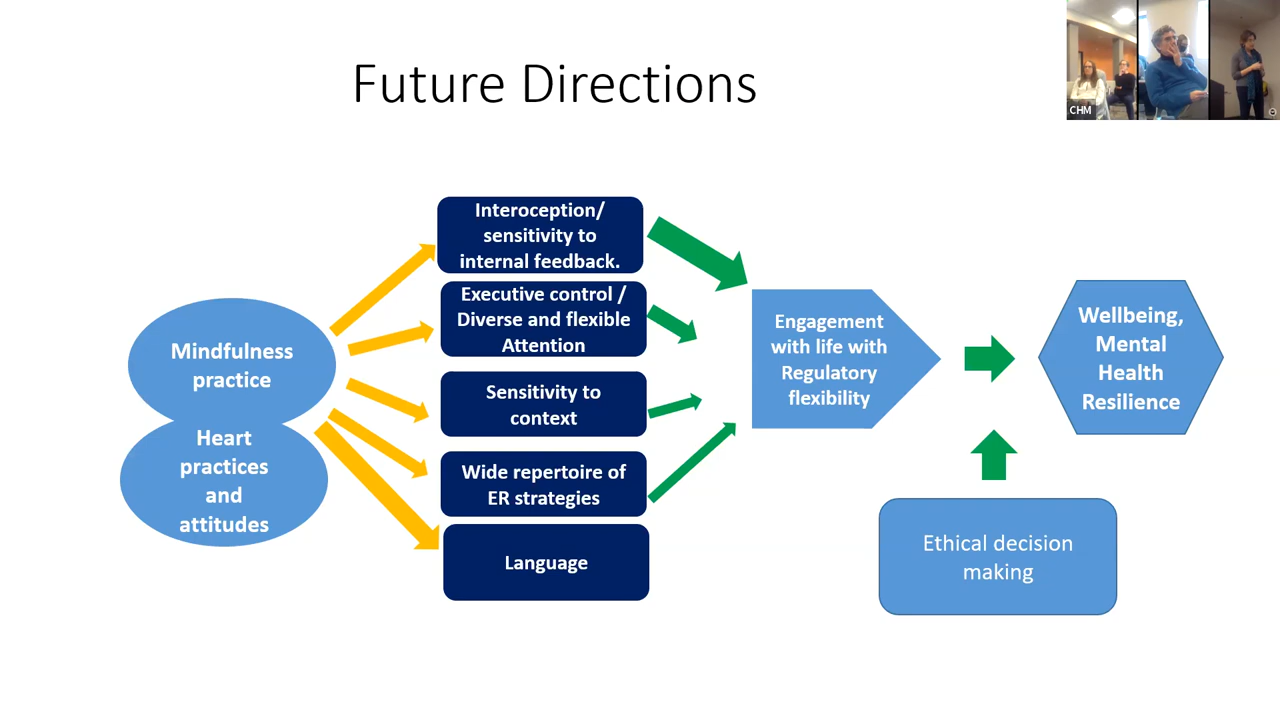 Future Directions
CHM
Interoception/
sensitivity to
internal feedback.
Executive control /
Diverse and flexible
Attention
Sensitivity to
context
Wide repertoire of
ER strategies
Language
Mindfulness
practice
Heart
practices
and
attitudes
Engagement
with life with
Regulatory
flexibility
Wellbeing,
Mental
Health
Resilience
Ethical decision
making